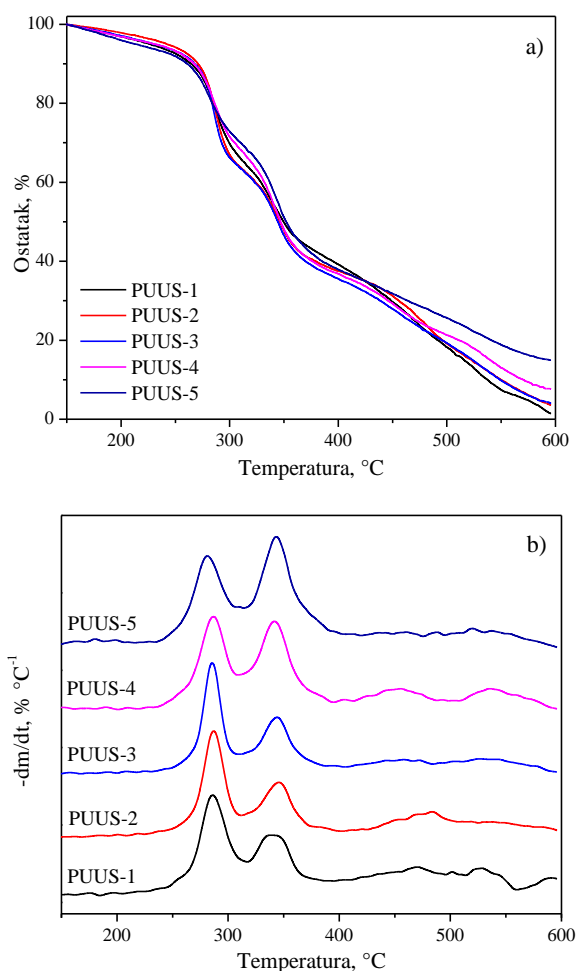 a)
100
80
60
40
20
0
Ostatak, %
PUUS-1
PUUS-2
PUUS-3
PUUS-4
PUUS-5
200 300 400 500 600
Temperatura, °C
b)
-dm/dt, % °C⁻¹
PUUS-5
PUUS-4
PUUS-3
PUUS-2
PUUS-1
200 300 400 500 600
Temperatura, °C